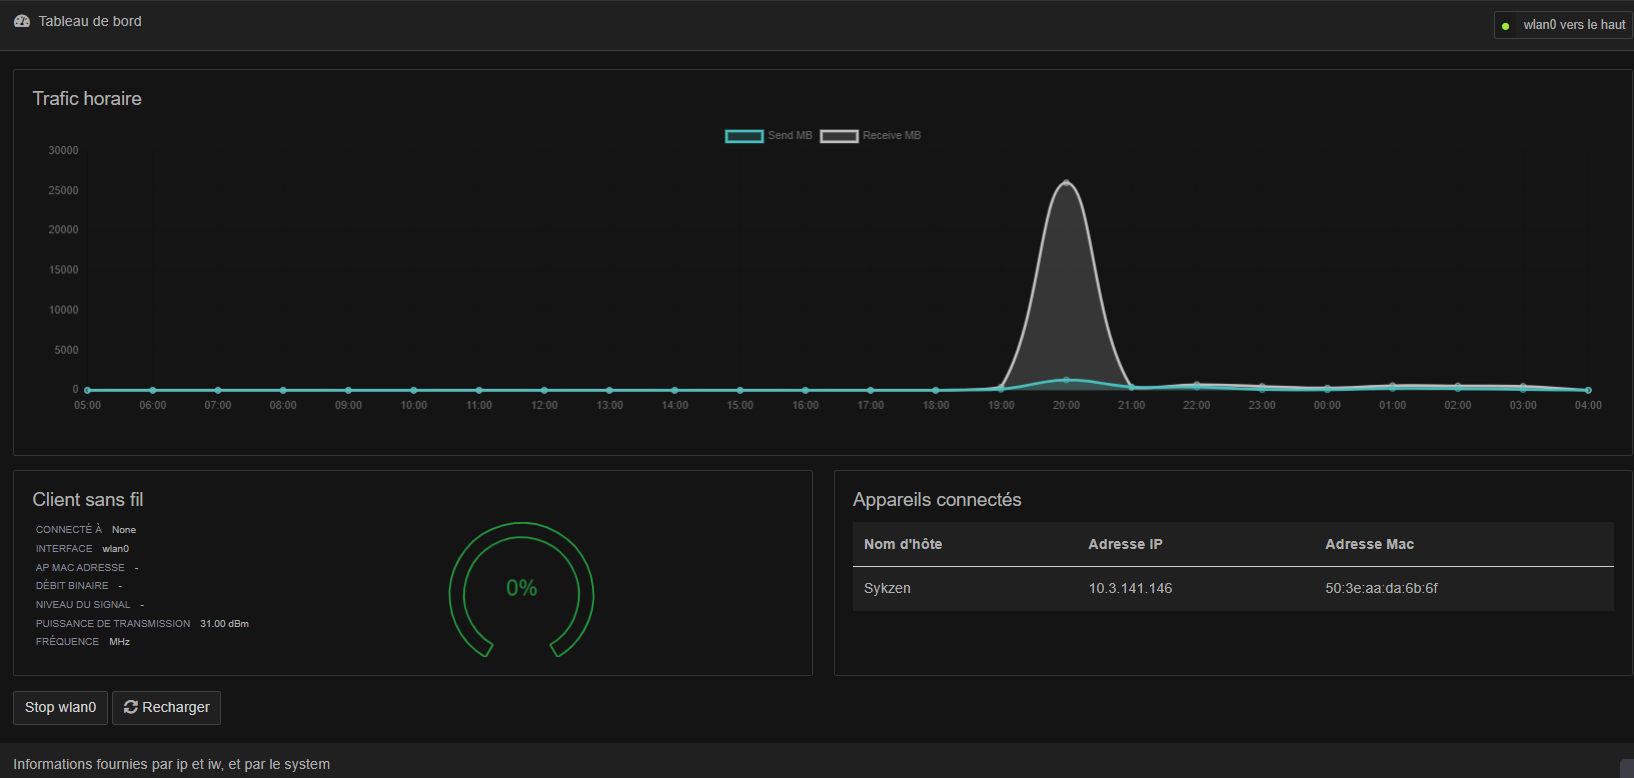 Tableau de bord
wlan0 vers le haut
Trafic horaire
Send MB Receive MB
30000
25000
20000
15000
10000
5000
0
05:00 06:00 07:00 08:00 09:00 10:00 11:00 12:00 13:00 14:00 15:00 16:00 17:00 18:00 19:00 20:00 21:00 22:00 23:00 00:00 01:00 02:00 03:00 04:00
Client sans fil
CONNECTÉ À None
INTERFACE wlan0
AP MAC ADRESSE -
DÉBIT BINAIRE -
NIVEAU DU SIGNAL -
PUISSANCE DE TRANSMISSION 31.00 dBm
FRÉQUENCE MHz
0%
Appareils connectés
Nom d'hôte Adresse IP Adresse Mac
Sykzen 10.3.141.146 50:3e:aa:da:6b:6f
Stop wlan0 Recharger
Informations fournies par ip et iw, et par le system